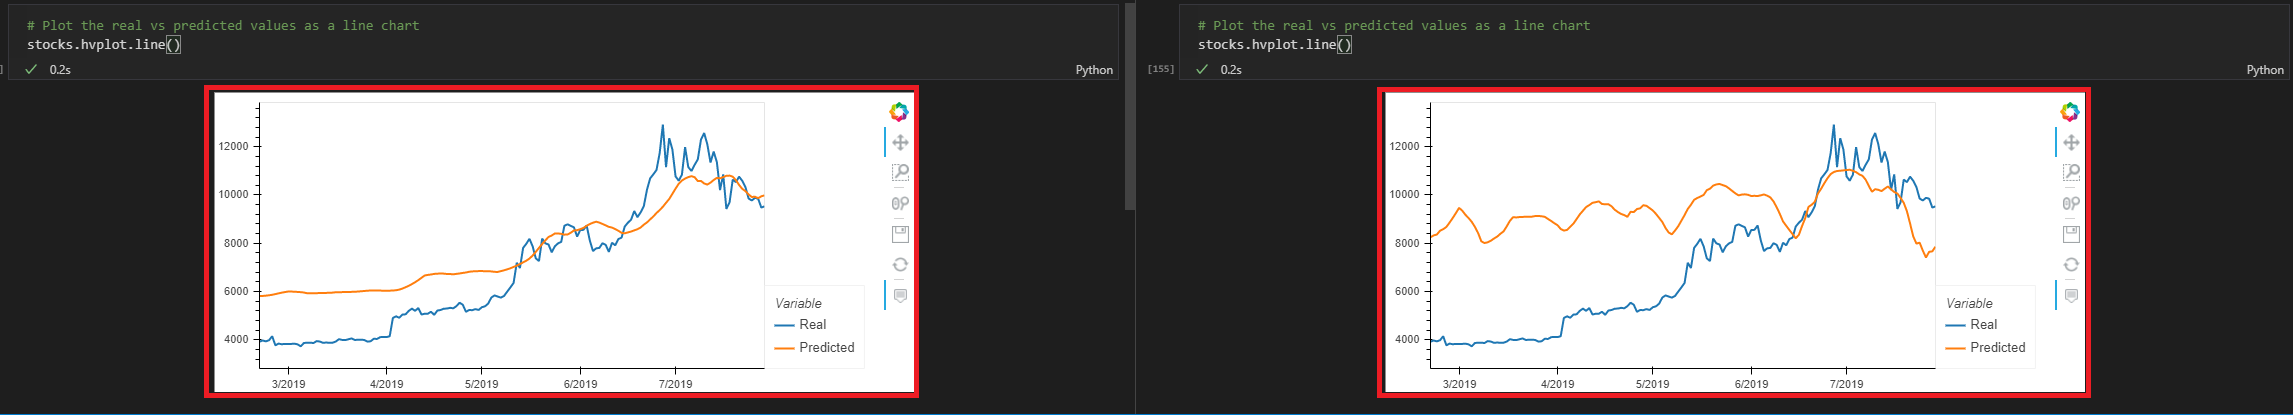 # Plot the real vs predicted values as a line chart
stocks.hvplot.line()
0.2s
Python
12000
10000
8000
6000
4000
3/2019 4/2019 5/2019 6/2019 7/2019
Variable
Real
Predicted
# Plot the real vs predicted values as a line chart
stocks.hvplot.line()
[155]
0.2s
Python
12000
10000
8000
6000
4000
3/2019 4/2019 5/2019 6/2019 7/2019
Variable
Real
Predicted